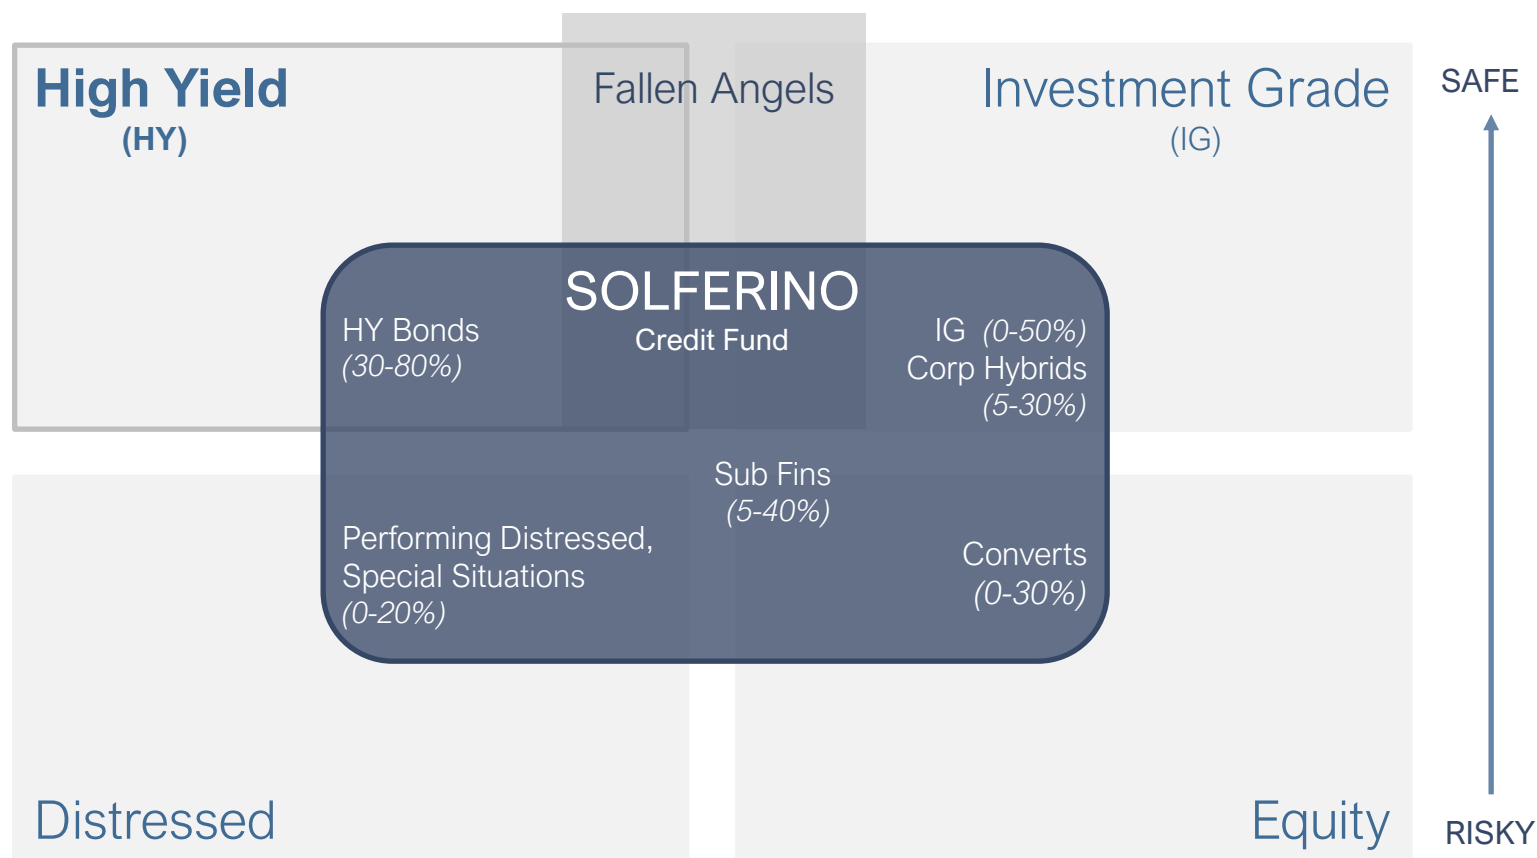 High Yield
(HY)
Fallen Angels
Investment Grade
(IG)
SAFE
SOLFERINO
Credit Fund
HY Bonds
(30-80%)
IG (0-50%)
Corp Hybrids
(5-30%)
Sub Fins
(5-40%)
Performing Distressed,
Special Situations
(0-20%)
Converts
(0-30%)
Distressed
Equity
RISKY